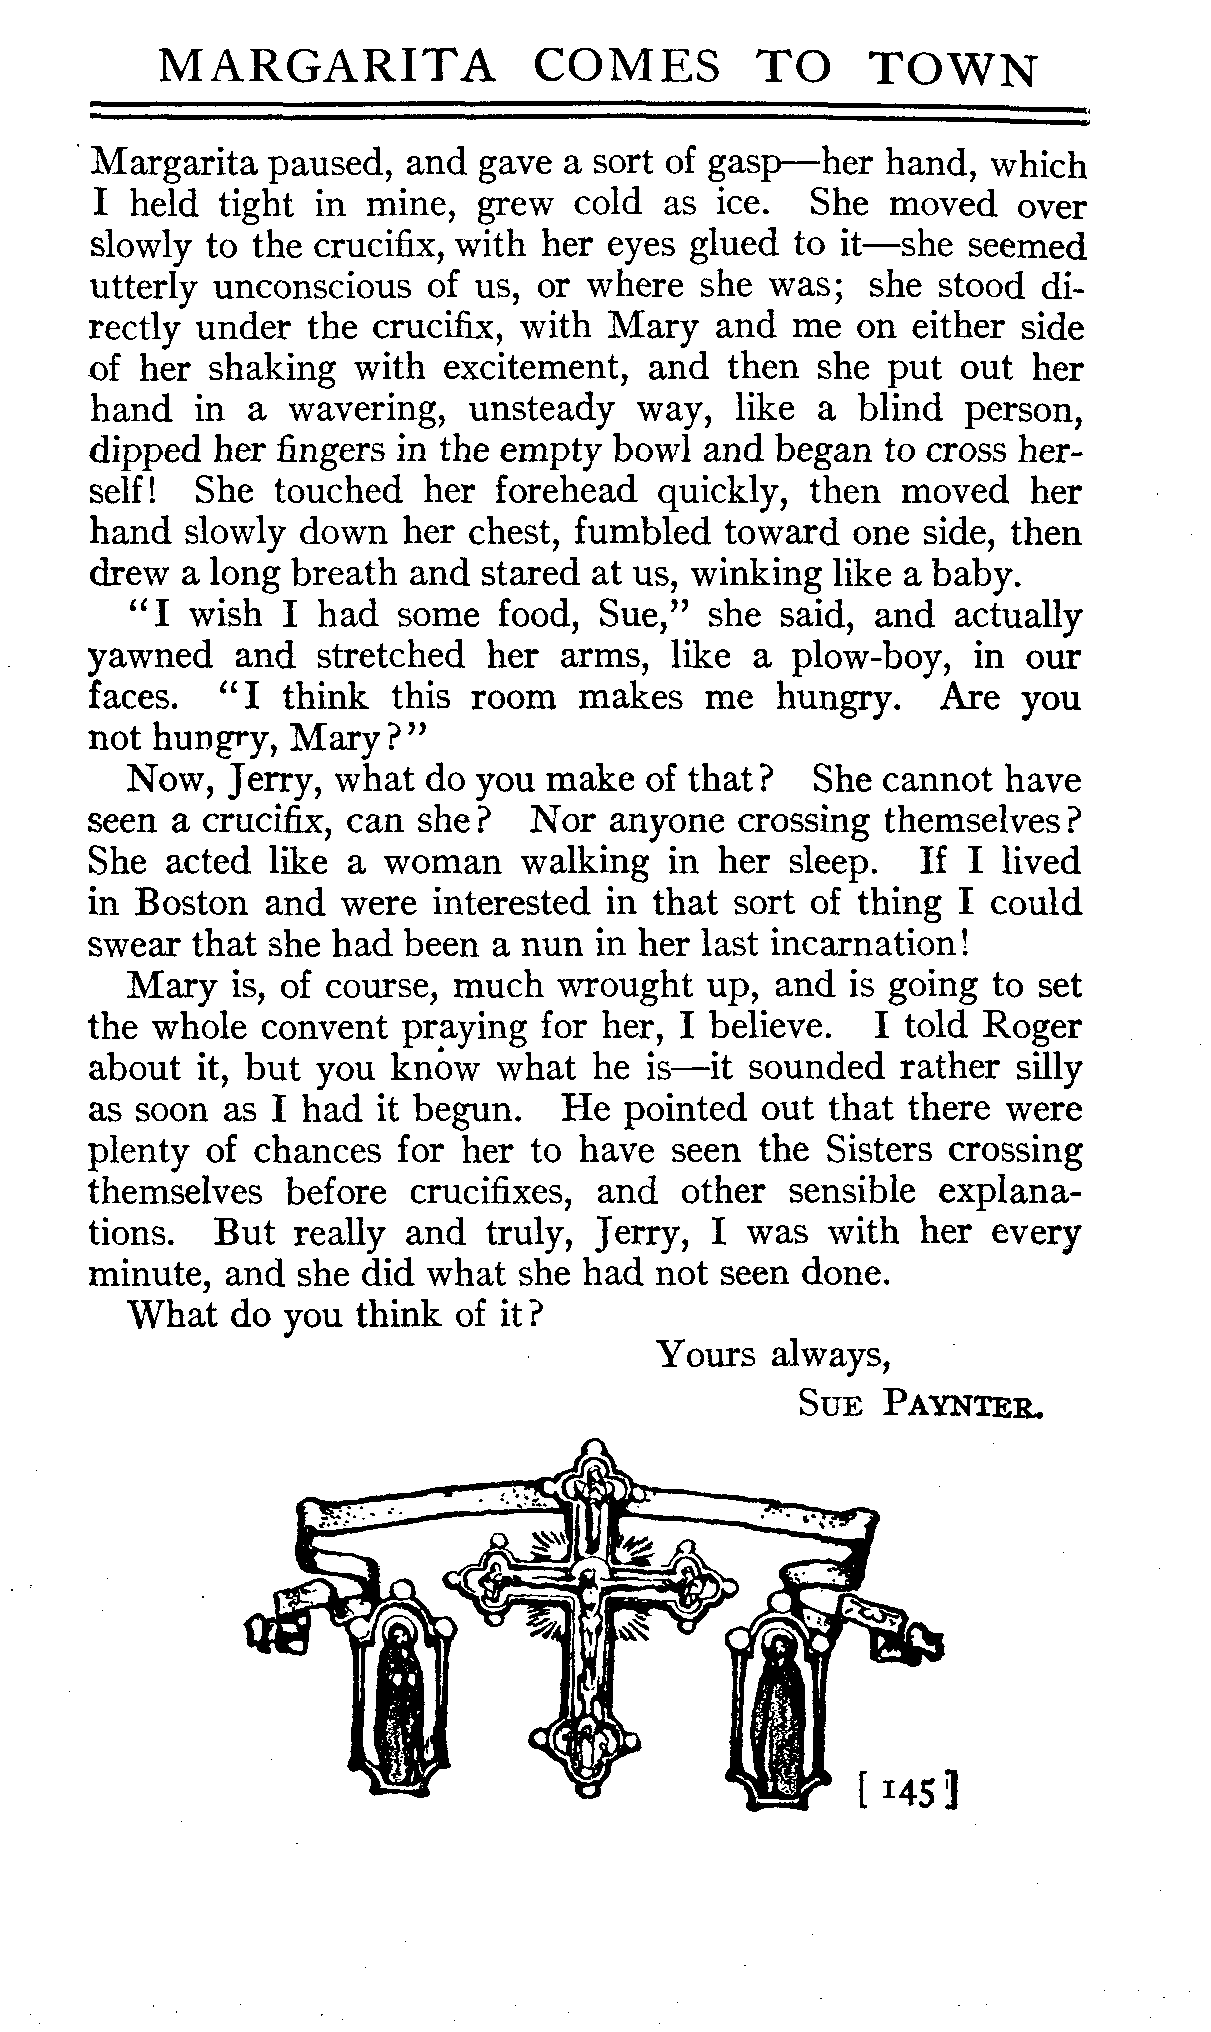 MARGARITA COMES TO TOWN
Margarita paused, and gave a sort of gasp—her hand, which
I held tight in mine, grew cold as ice. She moved over
slowly to the crucifix, with her eyes glued to it—she seemed
utterly unconscious of us, or where she was; she stood di-
rectly under the crucifix, with Mary and me on either side
of her shaking with excitement, and then she put out her
hand in a wavering, unsteady way, like a blind person,
dipped her fingers in the empty bowl and began to cross her-
self! She touched her forehead quickly, then moved her
hand slowly down her chest, fumbled toward one side, then
drew a long breath and stared at us, winking like a baby.
"I wish I had some food, Sue," she said, and actually
yawned and stretched her arms, like a plow-boy, in our
faces. "I think this room makes me hungry. Are you
not hungry, Mary?"
Now, Jerry, what do you make of that? She cannot have
seen a crucifix, can she? Nor anyone crossing themselves?
She acted like a woman walking in her sleep. If I lived
in Boston and were interested in that sort of thing I could
swear that she had been a nun in her last incarnation!
Mary is, of course, much wrought up, and is going to set
the whole convent praying for her, I believe. I told Roger
about it, but you know what he is—it sounded rather silly
as soon as I had it begun. He pointed out that there were
plenty of chances for her to have seen the Sisters crossing
themselves before crucifixes, and other sensible explana-
tions. But really and truly, Jerry, I was with her every
minute, and she did what she had not seen done.
What do you think of it?
Yours always,
SUE PAYNTER.
[ 145 ]